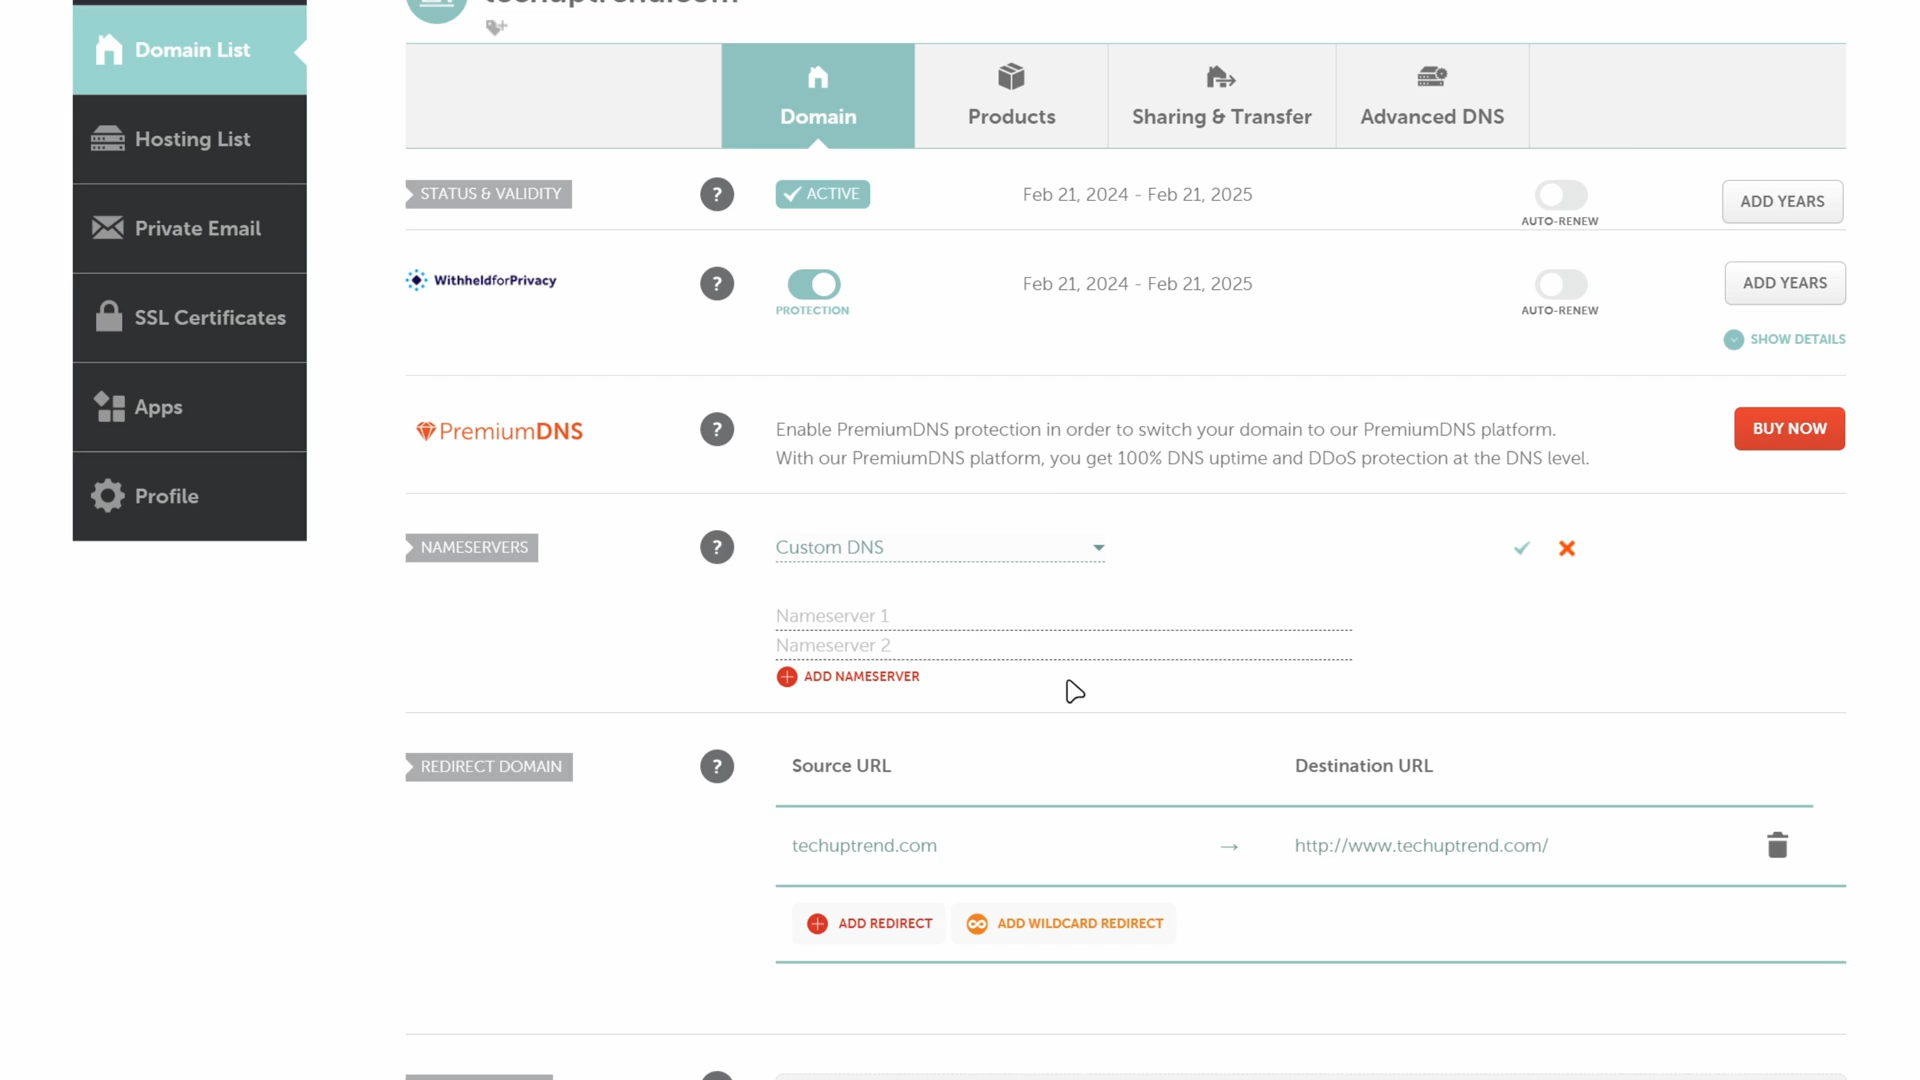 techuptrend.com
Domain List
Hosting List
Private Email
SSL Certificates
Apps
Profile
Domain
Products
Sharing & Transfer
Advanced DNS
STATUS & VALIDITY
?
ACTIVE
Feb 21, 2024 - Feb 21, 2025
AUTO-RENEW
ADD YEARS
WithheldforPrivacy
?
PROTECTION
Feb 21, 2024 - Feb 21, 2025
AUTO-RENEW
ADD YEARS
SHOW DETAILS
PremiumDNS
?
Enable PremiumDNS protection in order to switch your domain to our PremiumDNS platform.
With our PremiumDNS platform, you get 100% DNS uptime and DDoS protection at the DNS level.
BUY NOW
NAMESERVERS
?
Custom DNS
Nameserver 1
Nameserver 2
ADD NAMESERVER
REDIRECT DOMAIN
?
Source URL
Destination URL
techuptrend.com
→
http://www.techuptrend.com/
ADD REDIRECT
ADD WILDCARD REDIRECT